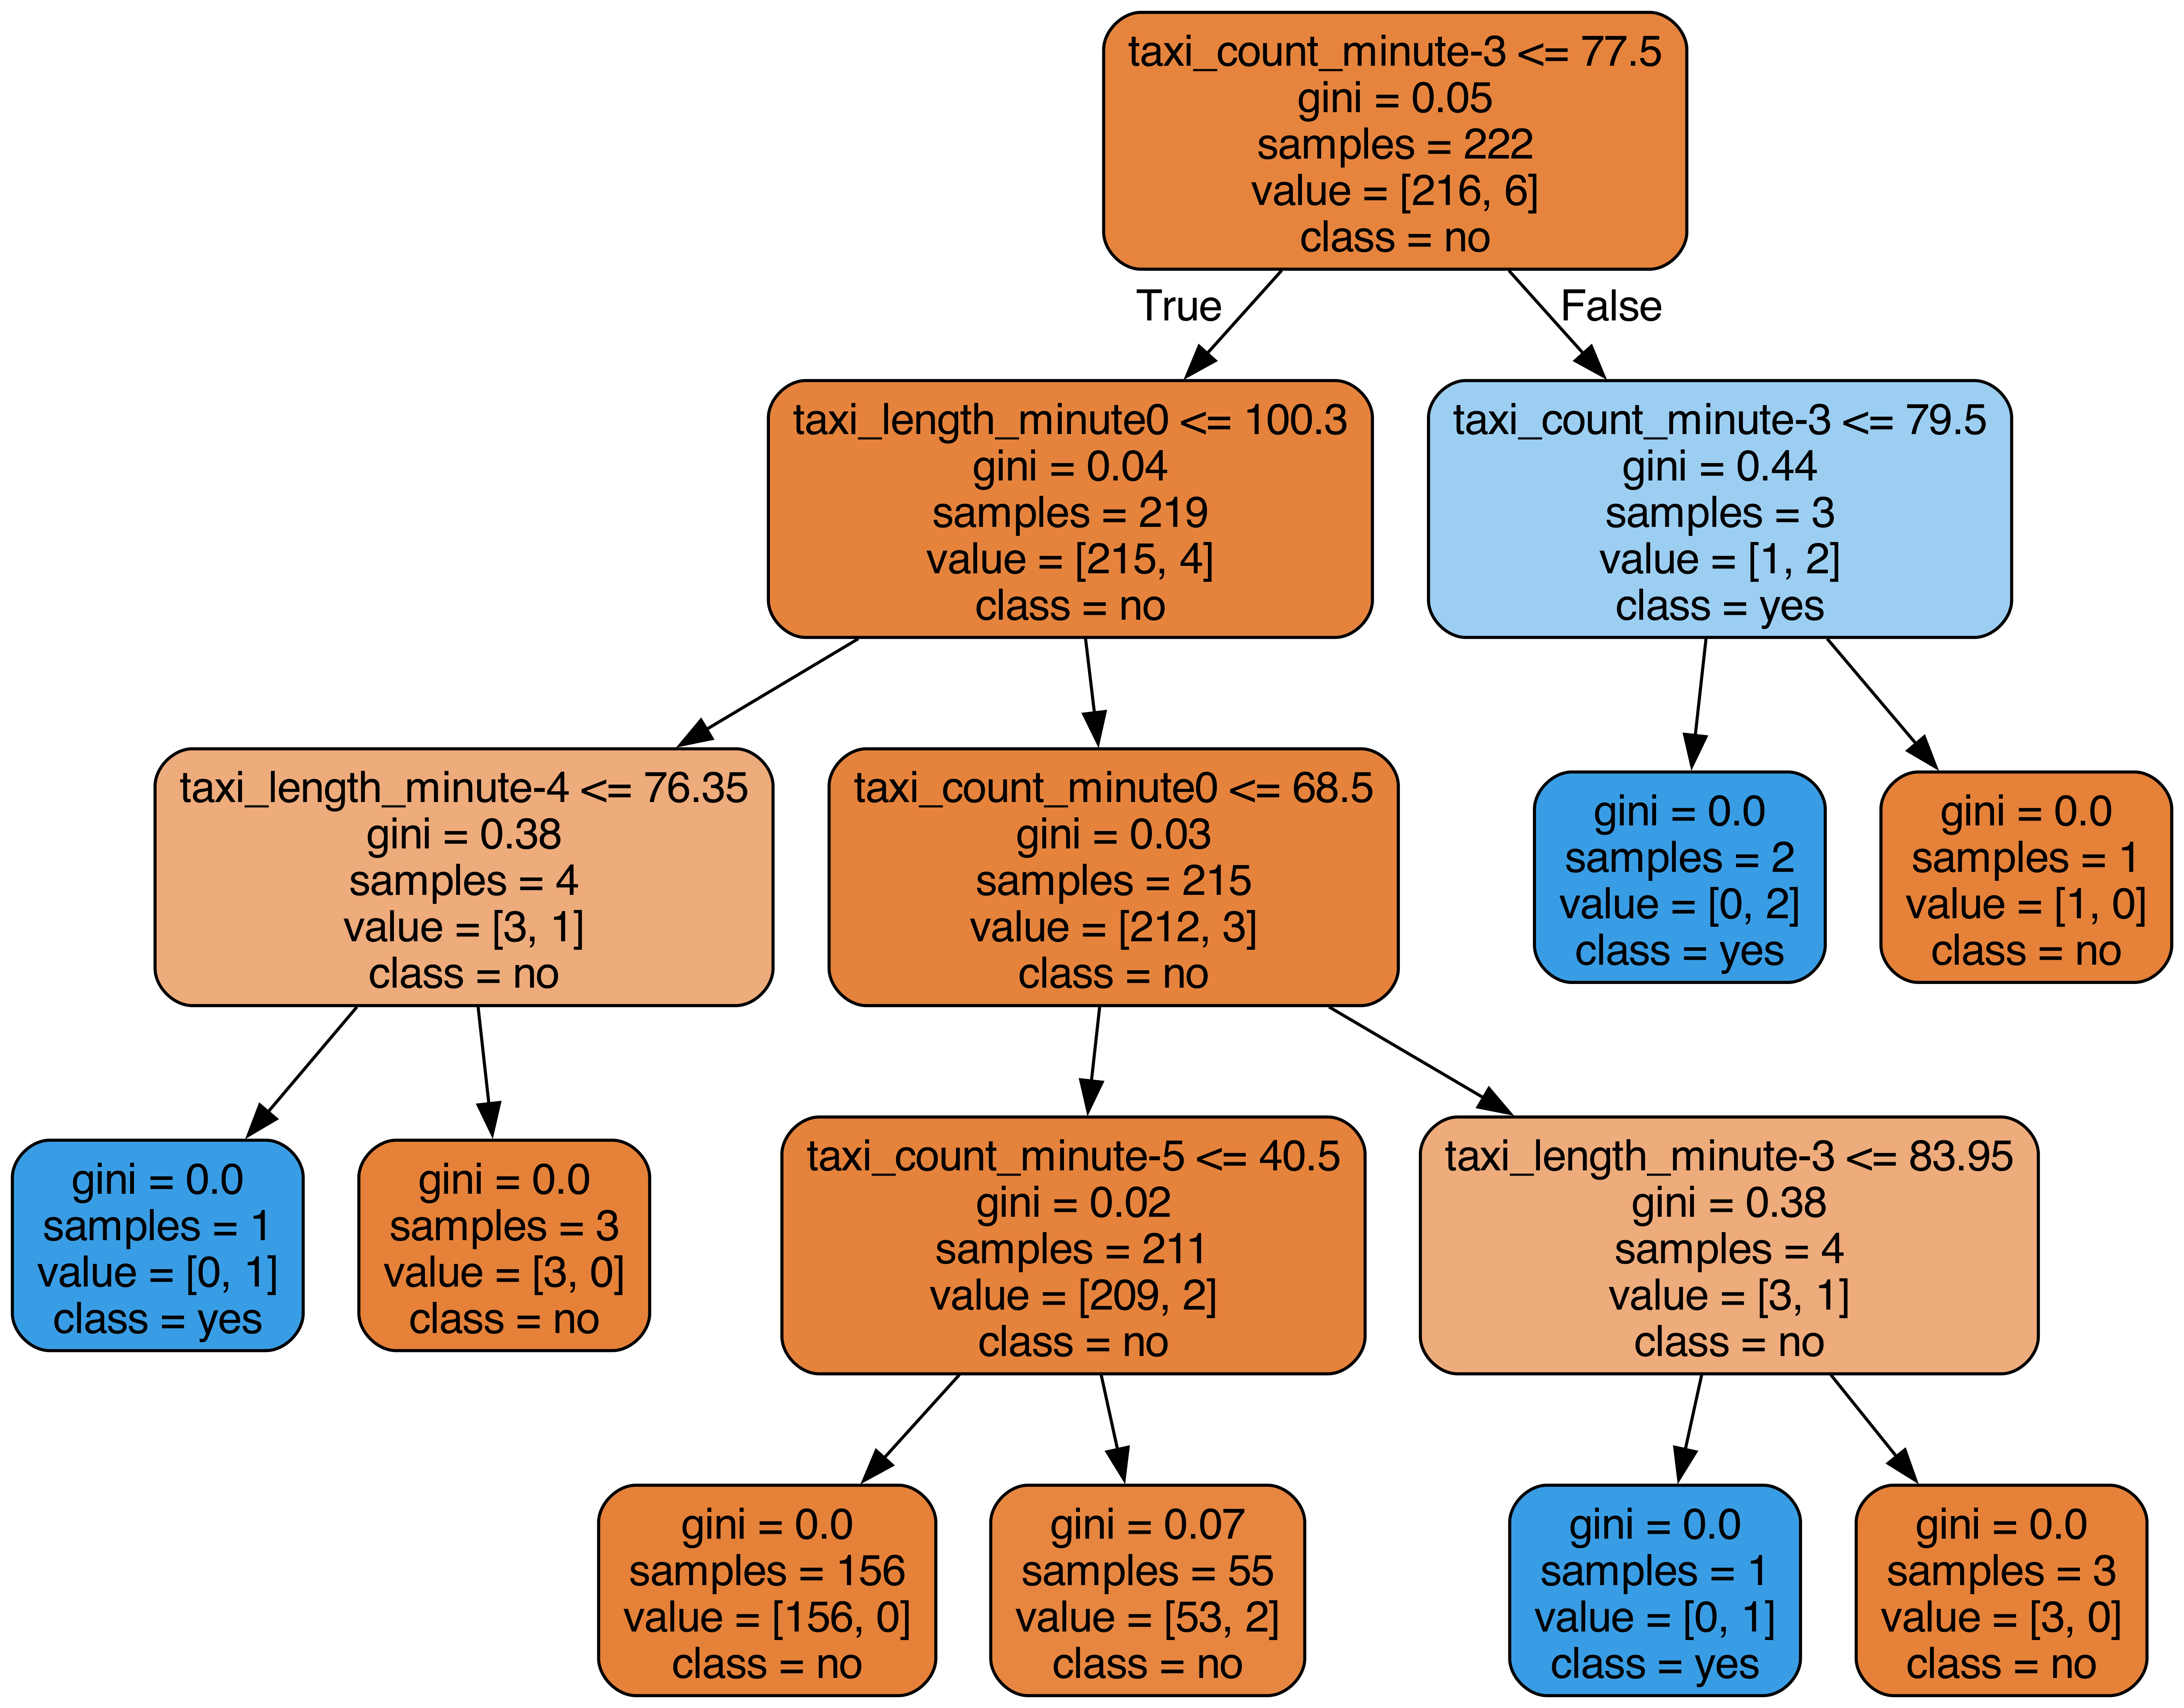 taxi_count_minute-3 <= 77.5
gini = 0.05
samples = 222
value = [216, 6]
class = no
True
False
taxi_length_minute0 <= 100.3
gini = 0.04
samples = 219
value = [215, 4]
class = no
taxi_count_minute-3 <= 79.5
gini = 0.44
samples = 3
value = [1, 2]
class = yes
taxi_length_minute-4 <= 76.35
gini = 0.38
samples = 4
value = [3, 1]
class = no
taxi_count_minute0 <= 68.5
gini = 0.03
samples = 215
value = [212, 3]
class = no
gini = 0.0
samples = 2
value = [0, 2]
class = yes
gini = 0.0
samples = 1
value = [1, 0]
class = no
gini = 0.0
samples = 1
value = [0, 1]
class = yes
gini = 0.0
samples = 3
value = [3, 0]
class = no
taxi_count_minute-5 <= 40.5
gini = 0.02
samples = 211
value = [209, 2]
class = no
taxi_length_minute-3 <= 83.95
gini = 0.38
samples = 4
value = [3, 1]
class = no
gini = 0.0
samples = 156
value = [156, 0]
class = no
gini = 0.07
samples = 55
value = [53, 2]
class = no
gini = 0.0
samples = 1
value = [0, 1]
class = yes
gini = 0.0
samples = 3
value = [3, 0]
class = no